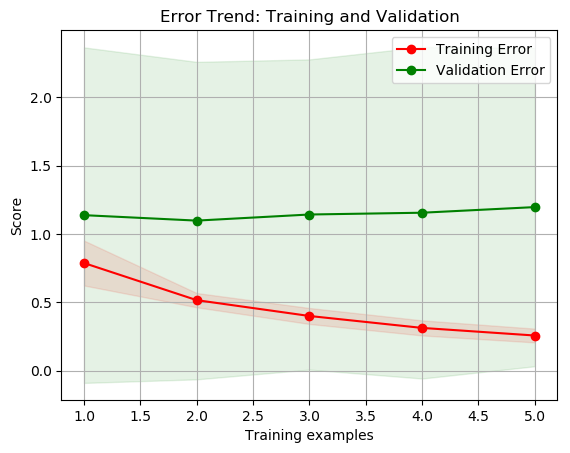 Error Trend: Training and Validation
Training Error
Validation Error
2.0
1.5
1.0
0.5
0.0
Score
1.0 1.5 2.0 2.5 3.0 3.5 4.0 4.5 5.0
Training examples